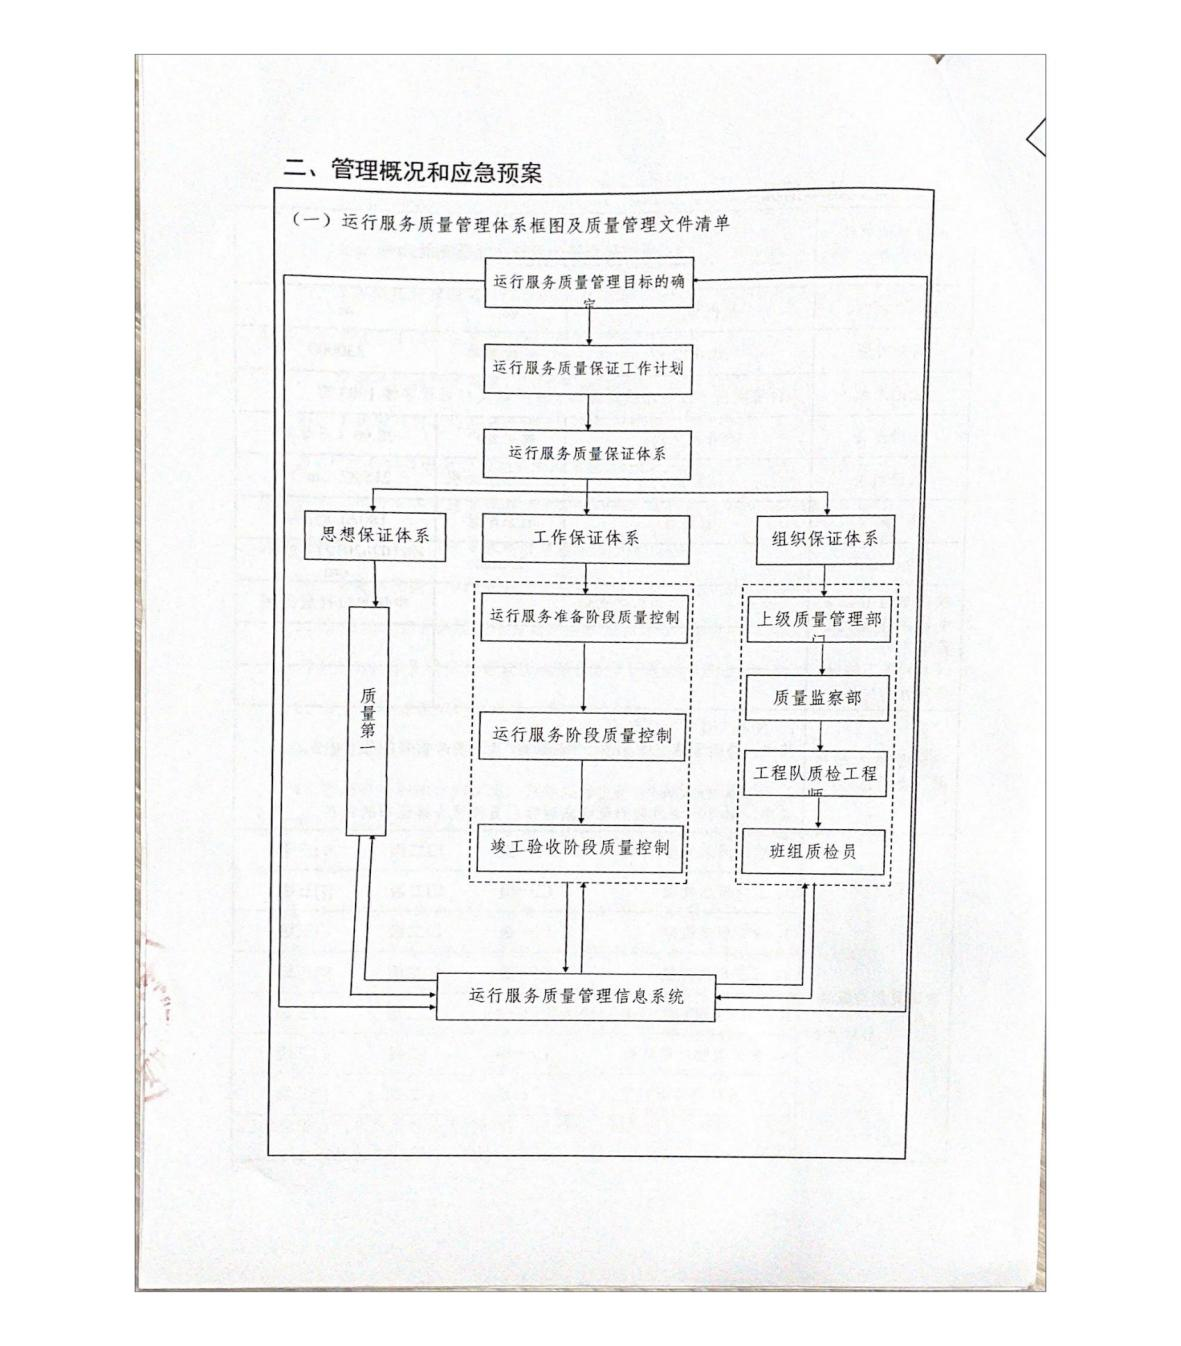 二、管理概况和应急预案
（一）运行服务质量管理体系框图及质量管理文件清单
运行服务质量管理目标的确
定
运行服务质量保证工作计划
运行服务质量保证体系
思想保证体系
工作保证体系
组织保证体系
质量第一
运行服务准备阶段质量控制
运行服务阶段质量控制
竣工验收阶段质量控制
上级质量管理部
门
质量监察部
工程队质检工程
师
班组质检员
运行服务质量管理信息系统